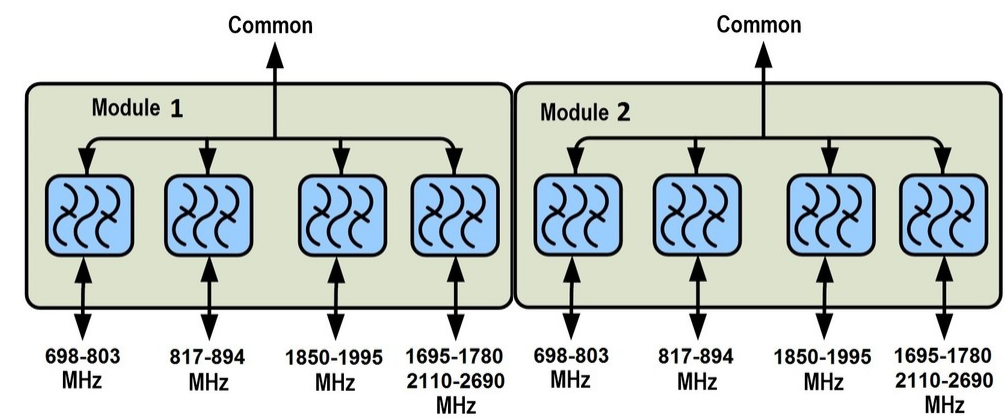 Common
Common
Module 1
Module 2
698-803
MHz
817-894
MHz
1850-1995
MHz
1695-1780
2110-2690
MHz
698-803
MHz
817-894
MHz
1850-1995
MHz
1695-1780
2110-2690
MHz